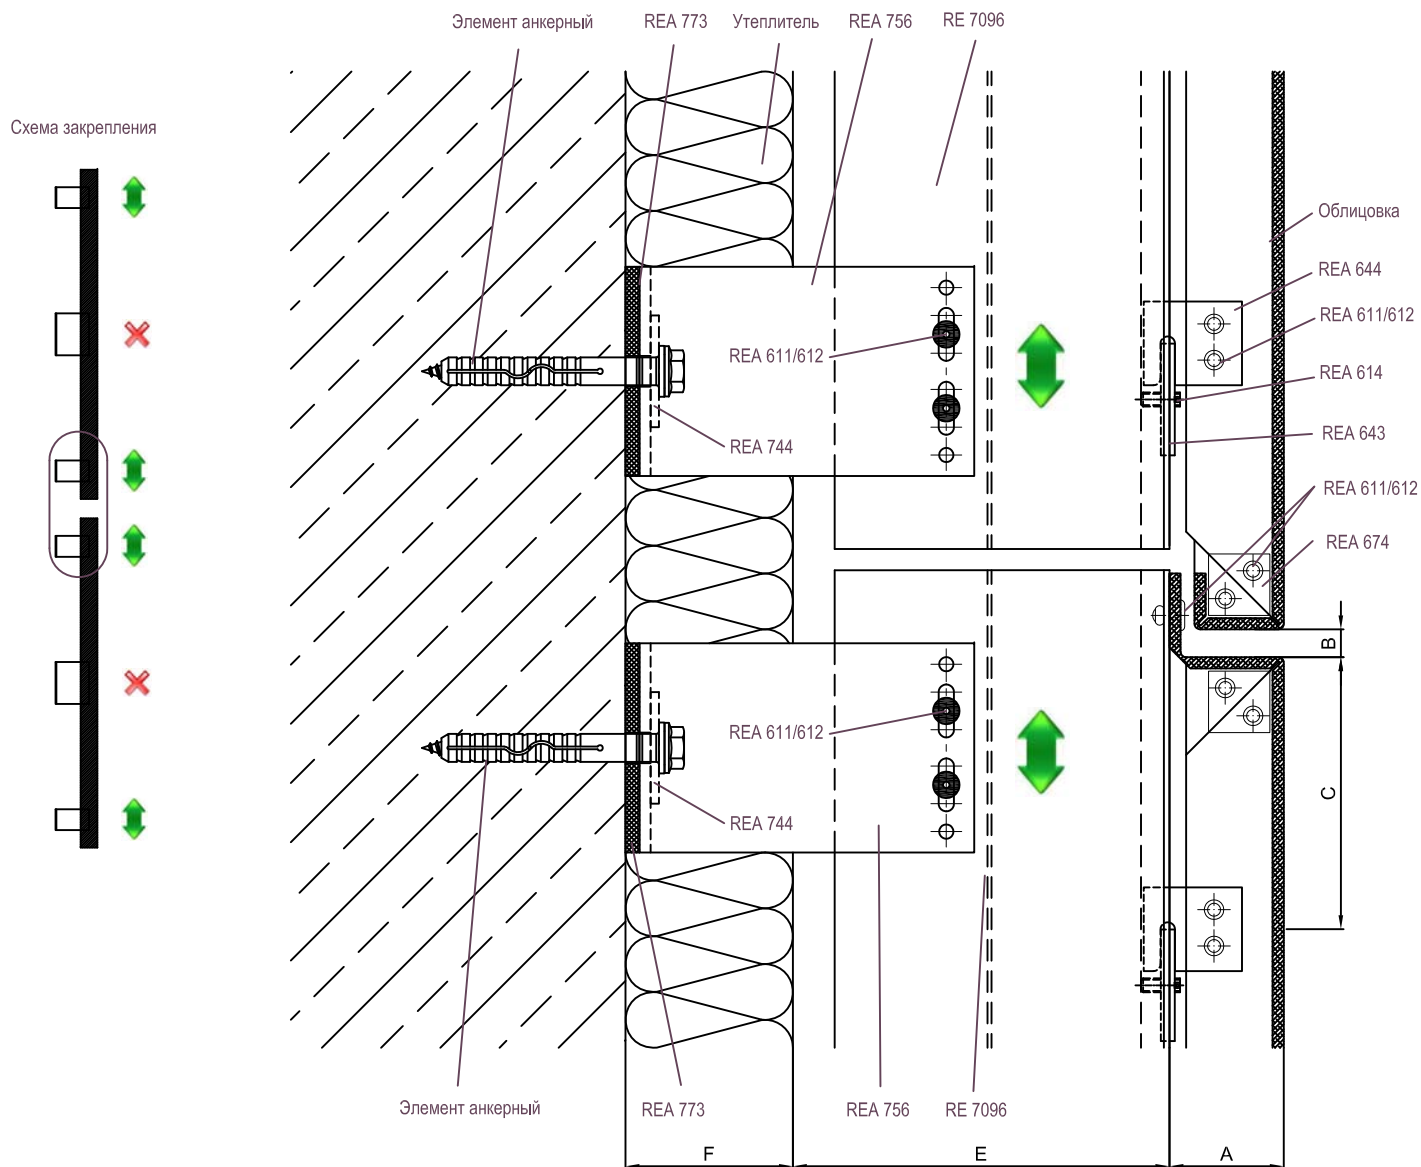 Элемент анкерный
REA 773
Утеплитель
REA 756
RE 7096
Схема закрепления
Облицовка
REA 644
REA 611/612
REA 611/612
REA 614
REA 643
REA 744
REA 611/612
REA 674
B
REA 611/612
C
REA 744
Элемент анкерный
REA 773
REA 756
RE 7096
F
E
A